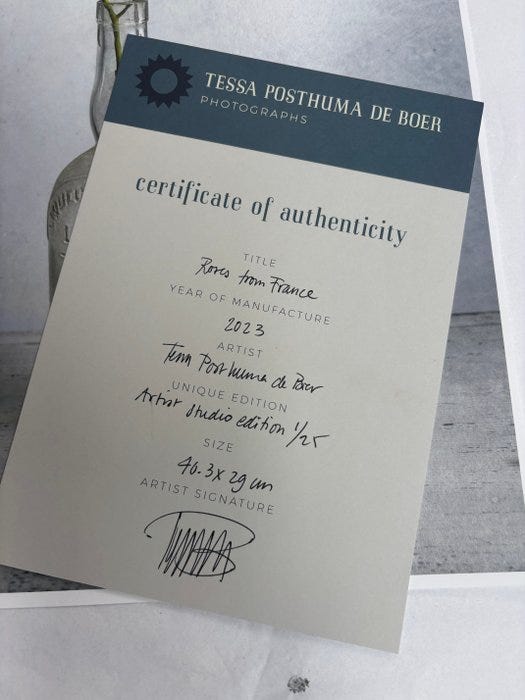 TESSA POSTHUMA DE BOER
PHOTOGRAPHS
certificate of authenticity
TITLE
Roses from France
YEAR OF MANUFACTURE
2023
ARTIST
Tessa Posthuma de Boer
UNIQUE EDITION
Artist studio edition 1/25
SIZE
40.3 x 29 cm
ARTIST SIGNATURE